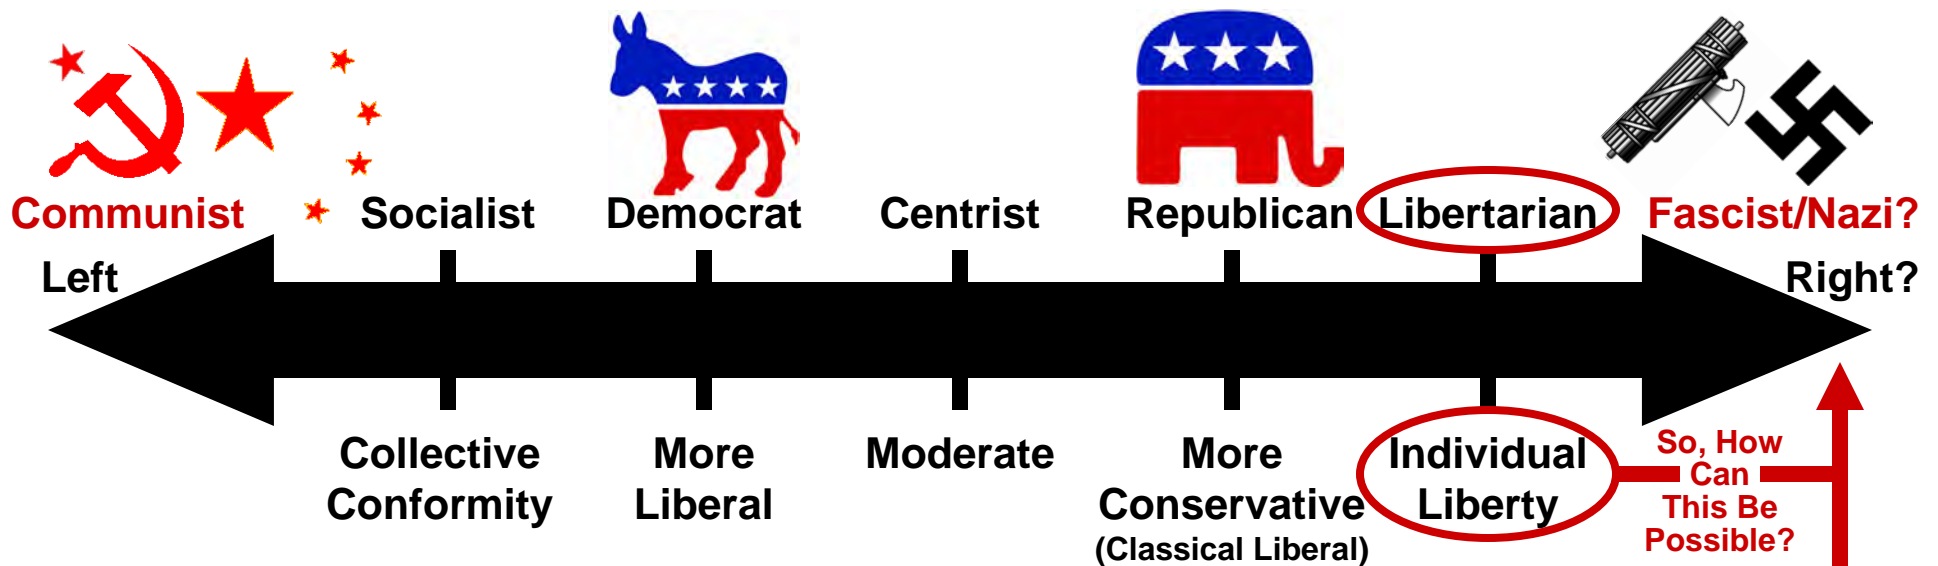 Communist Socialist Democrat Centrist Republican Libertarian Fascist/Nazi?
Left Right?
Collective
Conformity
More
Liberal
Moderate
More
Conservative
(Classical Liberal)
Individual
Liberty
So, How
Can
This Be
Possible?